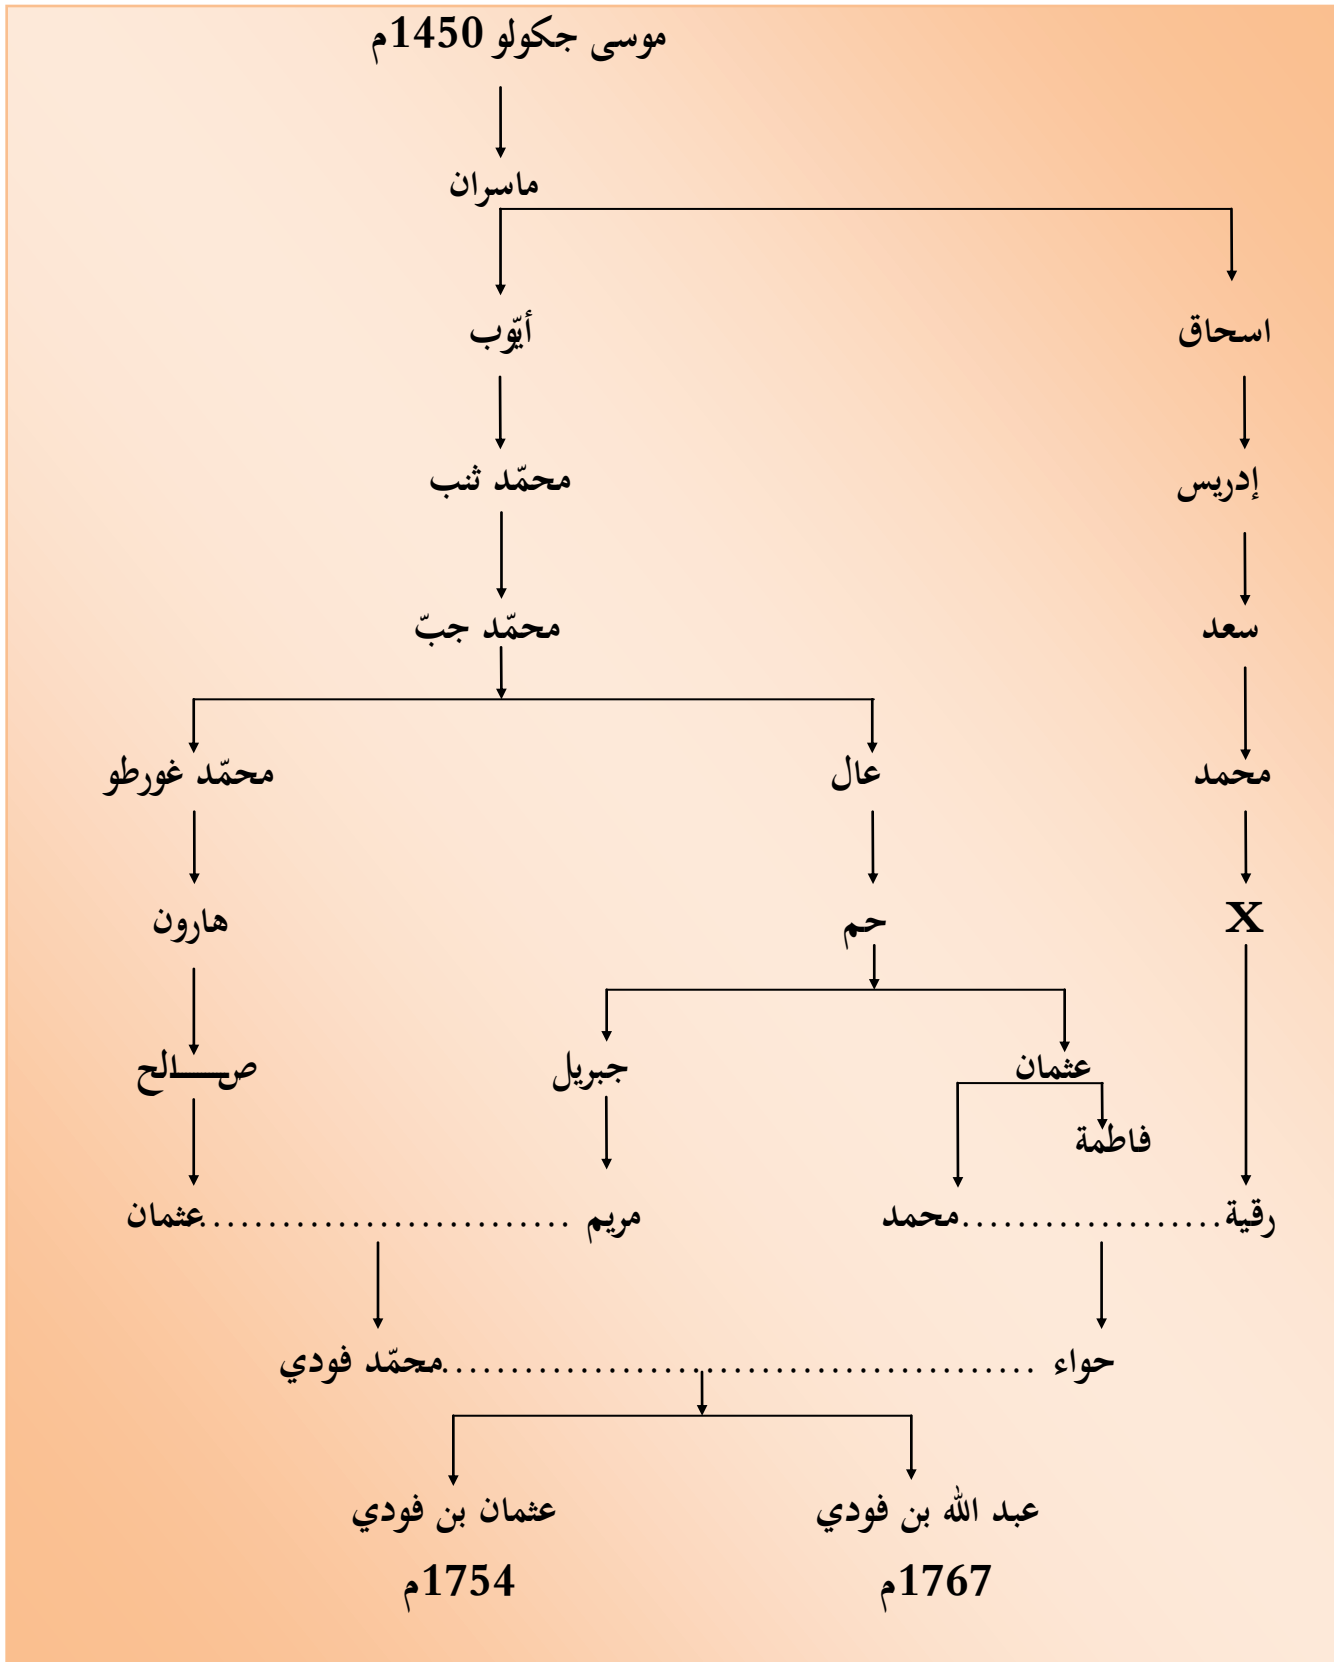 موسى جكولو 1450م
ماسران
اسحاق
أيّوب
إدريس
محمّد ثنب
سعد
محمّد جبّ
محمد
عال
محمّد غورطو
X
حم
هارون
عثمان
جبريل
صـــالح
فاطمة
رقية...................محمد
مريم ...........................عثمان
حواء ............................................محمّد فودي
عبد الله بن فودي
عثمان بن فودي
1767م
1754م